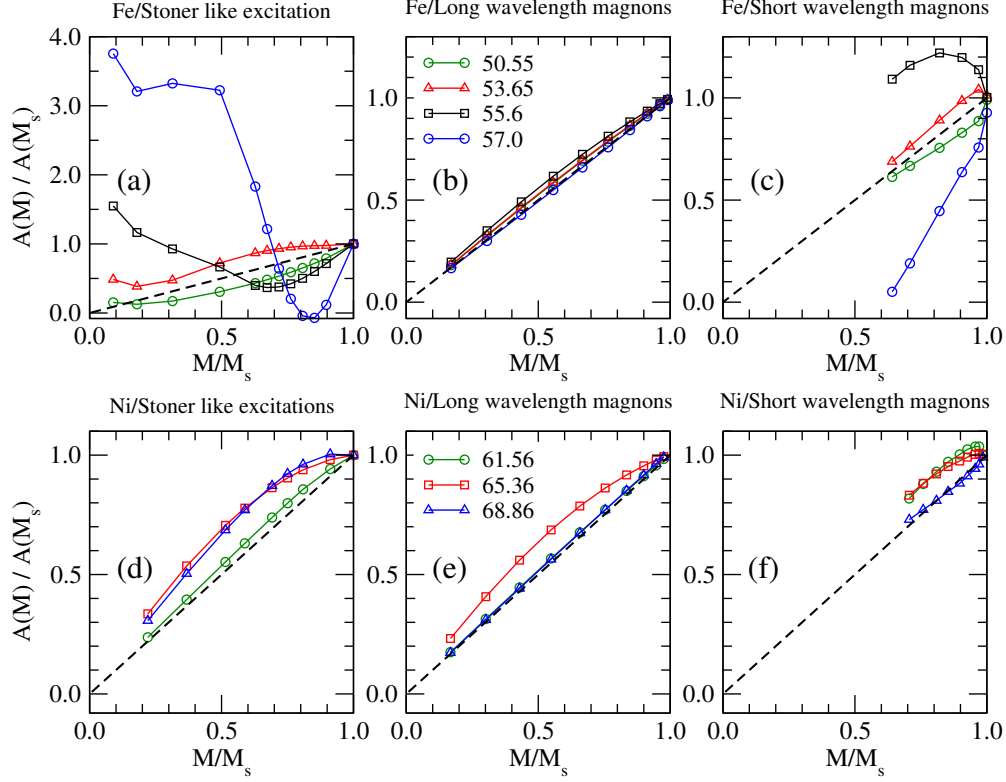 Fe/Stoner like excitation
Fe/Long wavelength magnons
Fe/Short wavelength magnons
4.0
3.0
2.0
1.0
0.0
A(M) / A(M_s)
(a)
0.0 0.5 1.0
M/M_s
50.55
53.65
55.6
57.0
1.0
0.5
0.0
(b)
0.0 0.5 1.0
M/M_s
1.0
0.5
0.0
(c)
0.0 0.5 1.0
M/M_s
Ni/Stoner like excitations
Ni/Long wavelength magnons
Ni/Short wavelength magnons
1.0
0.5
0.0
A(M) / A(M_s)
(d)
0.0 0.5 1.0
M/M_s
61.56
65.36
68.86
1.0
0.5
0.0
(e)
0.0 0.5 1.0
M/M_s
1.0
0.5
0.0
(f)
0.0 0.5 1.0
M/M_s